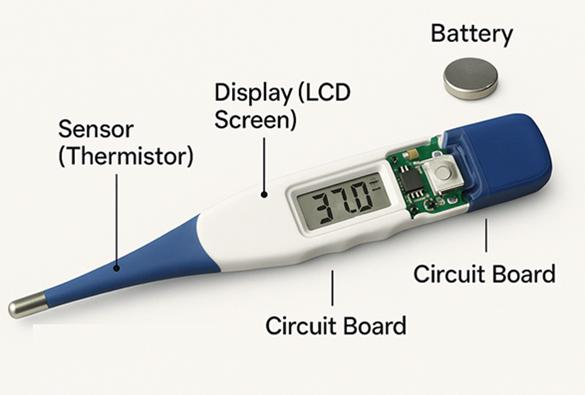 Battery
Display (LCD
Screen)
Sensor
(Thermistor)
37.0
Circuit Board
Circuit Board